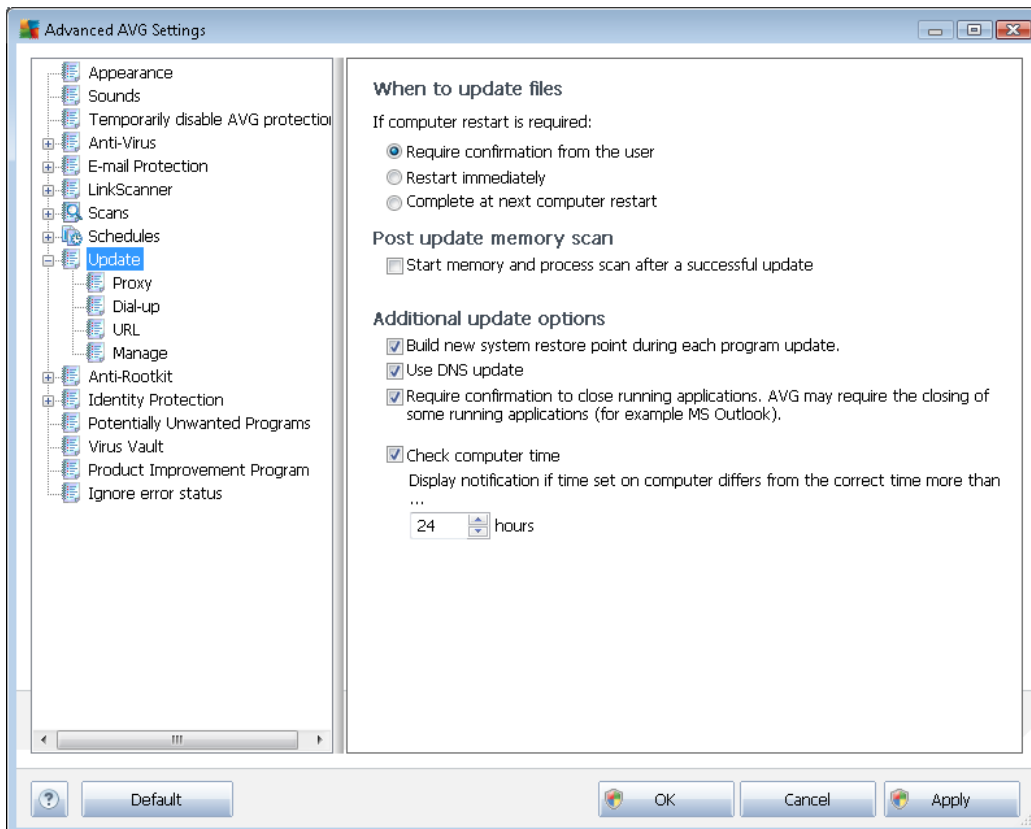 Advanced AVG Settings
Appearance
Sounds
Temporarily disable AVG protection
Anti-Virus
E-mail Protection
LinkScanner
Scans
Schedules
Update
Proxy
Dial-up
URL
Manage
Anti-Rootkit
Identity Protection
Potentially Unwanted Programs
Virus Vault
Product Improvement Program
Ignore error status
When to update files
If computer restart is required:
Require confirmation from the user
Restart immediately
Complete at next computer restart
Post update memory scan
Start memory and process scan after a successful update
Additional update options
Build new system restore point during each program update.
Use DNS update
Require confirmation to close running applications. AVG may require the closing of
some running applications (for example MS Outlook).
Check computer time
Display notification if time set on computer differs from the correct time more than
...
24 hours
? Default OK Cancel Apply